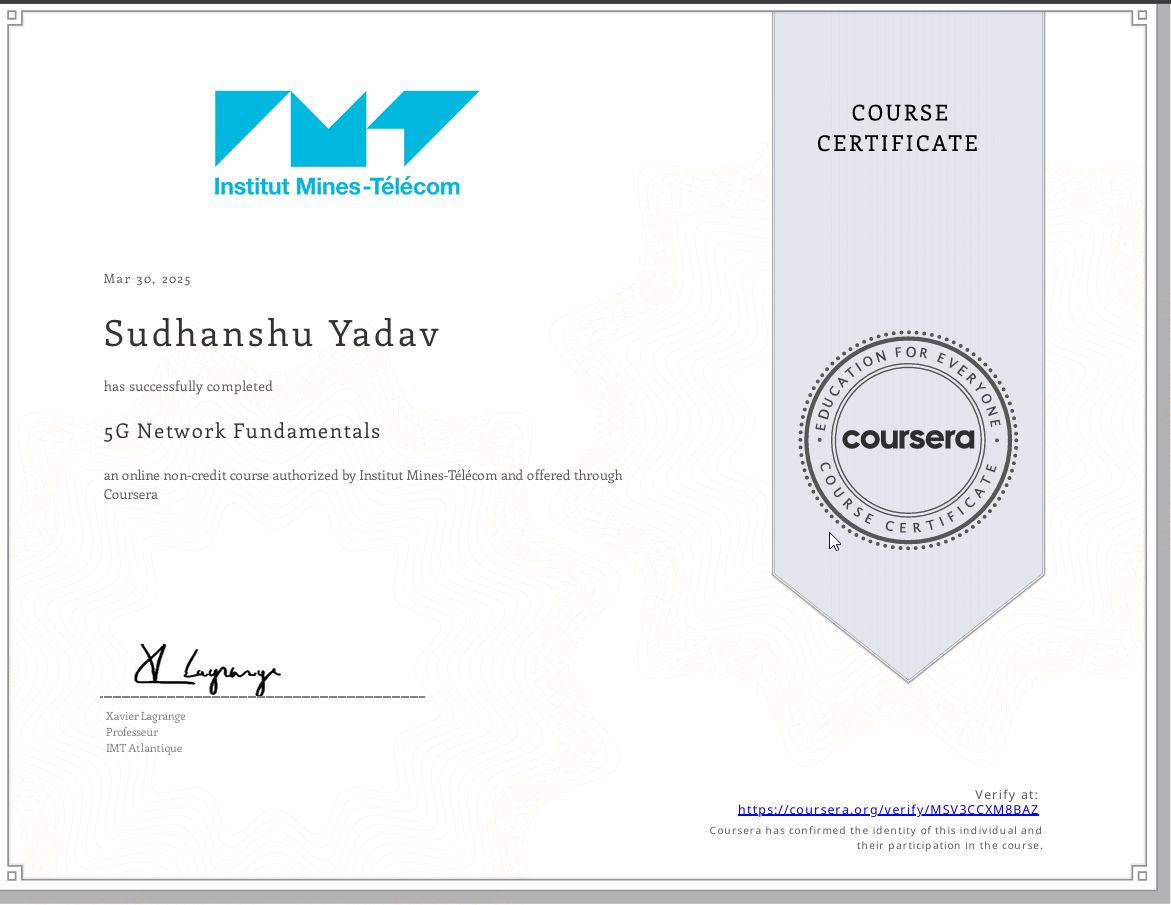 Institut Mines-Télécom
COURSE
CERTIFICATE
Mar 30, 2025
Sudhanshu Yadav
has successfully completed
5G Network Fundamentals
an online non-credit course authorized by Institut Mines-Télécom and offered through
Coursera
EDUCATION FOR EVERYONE
coursera
COURSE CERTIFICATE
X Lagrange
Xavier Lagrange
Professeur
IMT Atlantique
Verify at:
https://coursera.org/verify/MSV3CCXM8BAZ
Coursera has confirmed the identity of this individual and
their participation in the course.